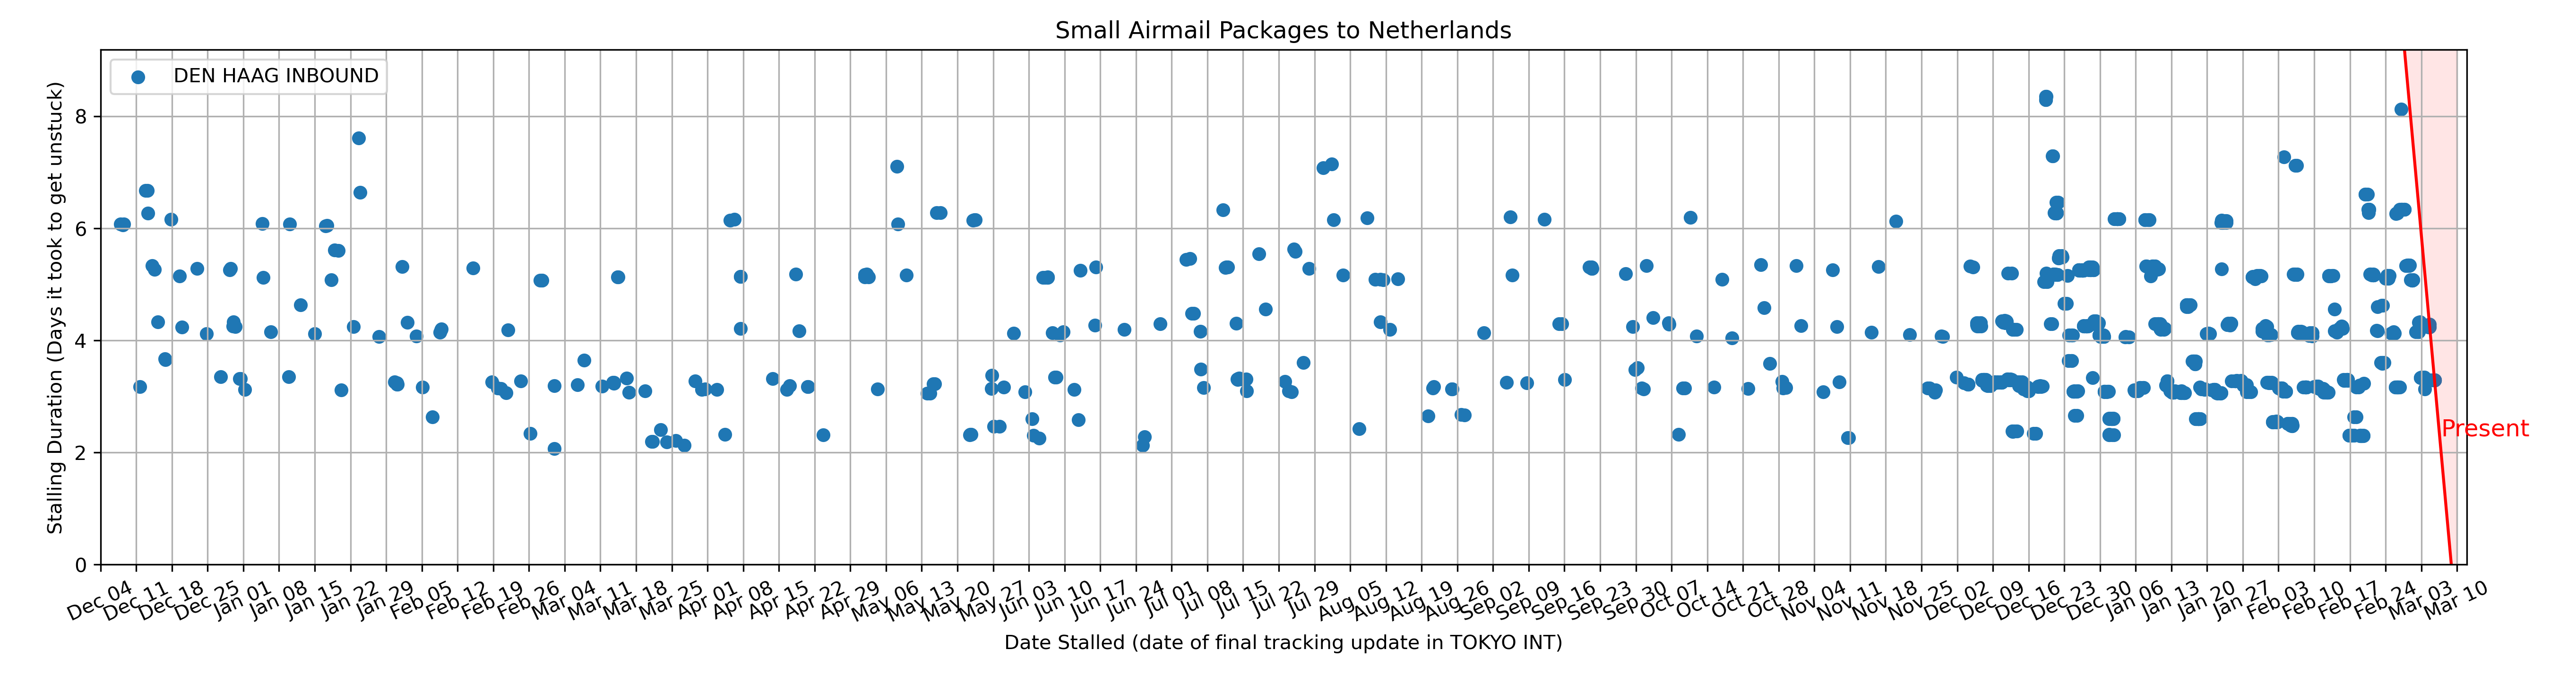 Small Airmail Packages to Netherlands
DEN HAAG INBOUND
Stalling Duration (Days it took to get unstuck)
8
6
4
2
0
Present
Dec 04 Dec 11 Dec 18 Dec 25 Jan 01 Jan 08 Jan 15 Jan 22 Jan 29 Feb 05 Feb 12 Feb 19 Feb 26 Mar 04 Mar 11 Mar 18 Mar 25 Apr 01 Apr 08 Apr 15 Apr 22 Apr 29 May 06 May 13 May 20 May 27 Jun 03 Jun 10 Jun 17 Jun 24 Jul 01 Jul 08 Jul 15 Jul 22 Jul 29 Aug 05 Aug 12 Aug 19 Aug 26 Sep 02 Sep 09 Sep 16 Sep 23 Sep 30 Oct 07 Oct 14 Oct 21 Oct 28 Nov 04 Nov 11 Nov 18 Nov 25 Dec 02 Dec 09 Dec 16 Dec 23 Dec 30 Jan 06 Jan 13 Jan 20 Jan 27 Feb 03 Feb 10 Feb 17 Feb 24 Mar 03 Mar 10
Date Stalled (date of final tracking update in TOKYO INT)